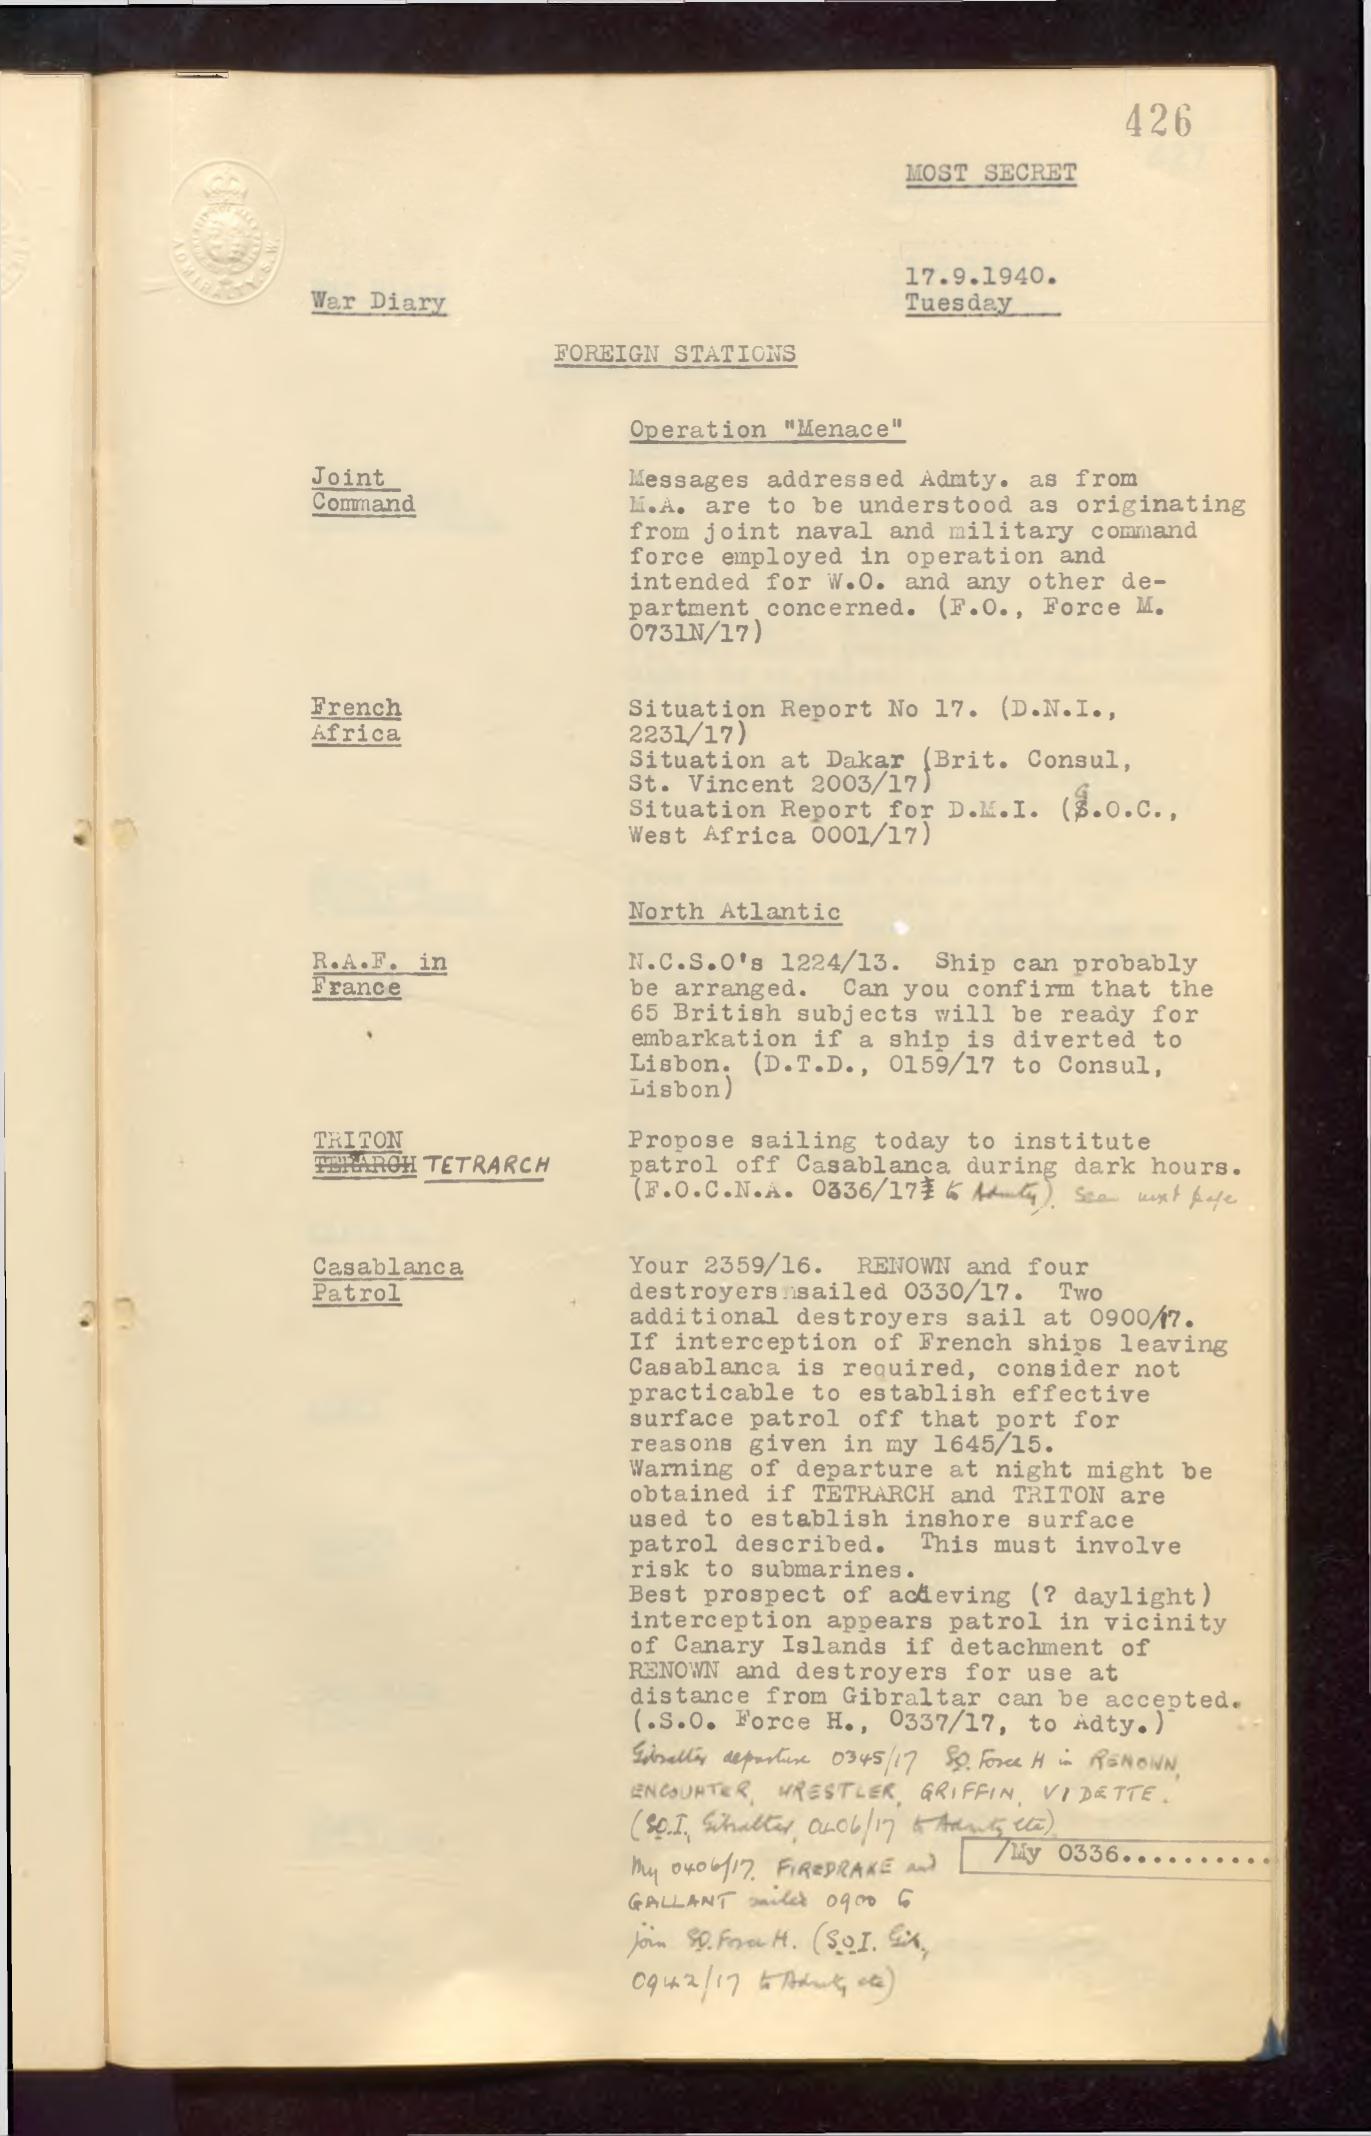 426
MOST SECRET
ADMIRALTY. S.W.
17.9.1940.
War Diary
Tuesday
FOREIGN STATIONS
Operation "Menace"
Joint
Command
Messages addressed Admty. as from
M.A. are to be understood as originating
from joint naval and military command
force employed in operation and
intended for W.O. and any other de-
partment concerned. (F.O., Force M.
0731N/17)
French
Africa
Situation Report No 17. (D.N.I.,
2231/17)
Situation at Dakar (Brit. Consul,
St. Vincent 2003/17)
Situation Report for D.M.I. (G.O.C.,
West Africa 0001/17)
North Atlantic
R.A.F. in
France
N.C.S.O's 1224/13. Ship can probably
be arranged. Can you confirm that the
65 British subjects will be ready for
embarkation if a ship is diverted to
Lisbon. (D.T.D., 0159/17 to Consul,
Lisbon)
TRITON
TERARCH TETRARCH
Propose sailing today to institute
patrol off Casablanca during dark hours.
(F.O.C.N.A. 0336/17 to Admty). See next page
Casablanca
Patrol
Your 2359/16. RENOWN and four
destroyers sailed 0330/17. Two
additional destroyers sail at 0900/17.
If interception of French ships leaving
Casablanca is required, consider not
practicable to establish effective
surface patrol off that port for
reasons given in my 1645/15.
Warning of departure at night might be
obtained if TETRARCH and TRITON are
used to establish inshore surface
patrol described. This must involve
risk to submarines.
Best prospect of acheving (? daylight)
interception appears patrol in vicinity
of Canary Islands if detachment of
RENOWN and destroyers for use at
distance from Gibraltar can be accepted.
(.S.O. Force H., 0337/17, to Adty.)
Gibraltar departure 0345/17 S.O. Force H in RENOWN,
ENCOUNTER, WRESTLER, GRIFFIN, VIDETTE.
(S.O.I. Gibraltar, 0406/17 to Admty etc)
My 0406/17. FIREDRAKE and
/My 0336..........
GALLANT sailed 0900 to
join S.O. Force H. (S.O.I. Gib.,
0942/17 to Admty etc)